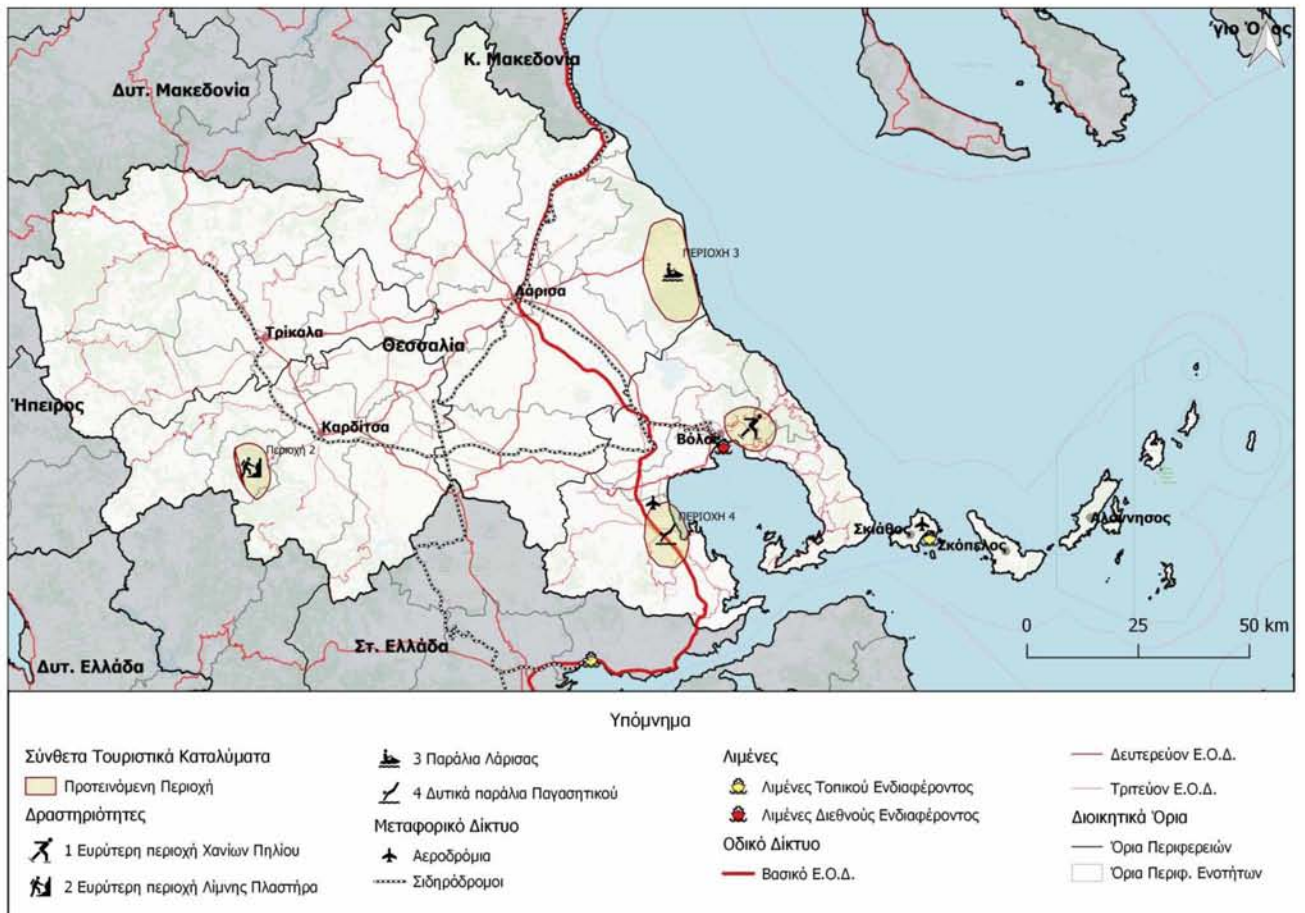 γιο Όρος
Κ. Μακεδονία
Δυτ. Μακεδονία
ΠΕΡΙΟΧΗ 3
Λάρισα
Τρίκαλα
Θεσσαλία
Ήπειρος
Καρδίτσα
Βόλος
Περιοχή 2
ΠΕΡΙΟΧΗ 4
Σκιάθος
Σκόπελος
Αλόννησος
Στ. Ελλάδα
Δυτ. Ελλάδα
0 25 50 km
Υπόμνημα
Σύνθετα Τουριστικά Καταλύματα
Προτεινόμενη Περιοχή
Δραστηριότητες
1 Ευρύτερη περιοχή Χανίων Πηλίου
2 Ευρύτερη περιοχή Λίμνης Πλαστήρα
3 Παράλια Λάρισας
4 Δυτικά παράλια Παγασητικού
Μεταφορικό Δίκτυο
Αεροδρόμια
Σιδηρόδρομοι
Λιμένες
Λιμένες Τοπικού Ενδιαφέροντος
Λιμένες Διεθνούς Ενδιαφέροντος
Οδικό Δίκτυο
Βασικό Ε.Ο.Δ.
Δευτερεύον Ε.Ο.Δ.
Τριτεύον Ε.Ο.Δ.
Διοικητικά Όρια
Όρια Περιφερειών
Όρια Περιφ. Ενοτήτων